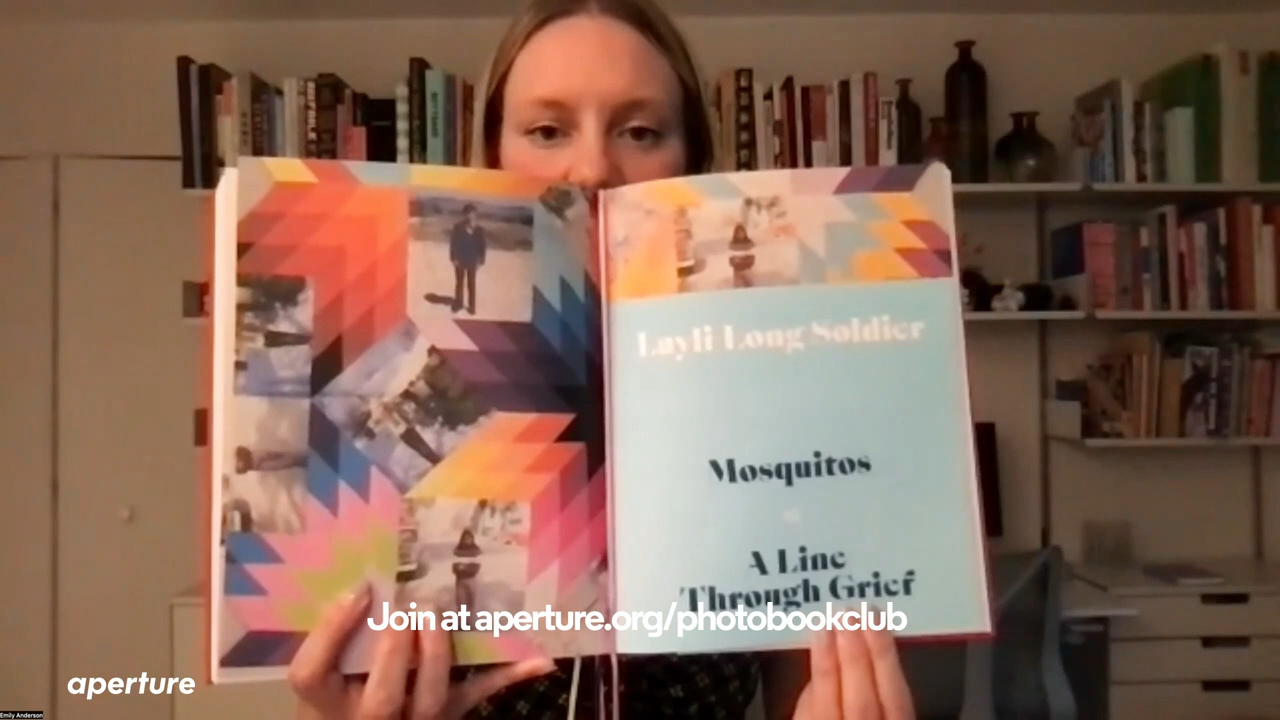 Layli Long Soldier
Mosquitos
A Line
Through Grief
Join at aperture.org/photobookclub
aperture
Emily Anderson